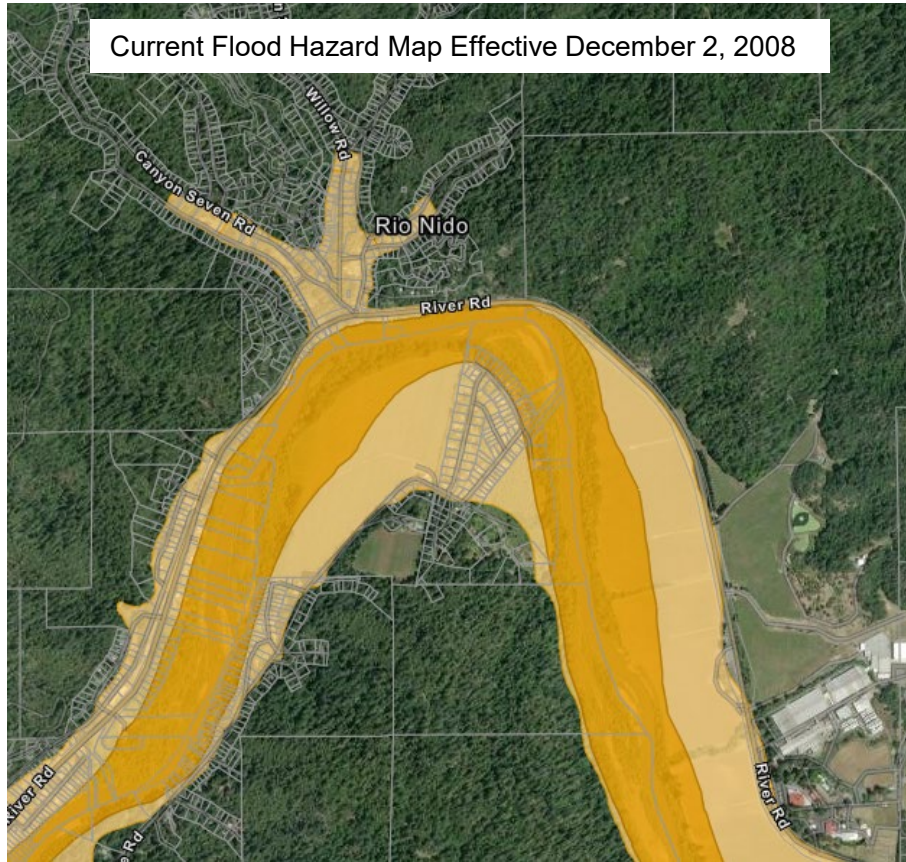 Current Flood Hazard Map Effective December 2, 2008
Willow Rd
Canyon Seven Rd
Rio Nido
River Rd
River Rd
River Rd